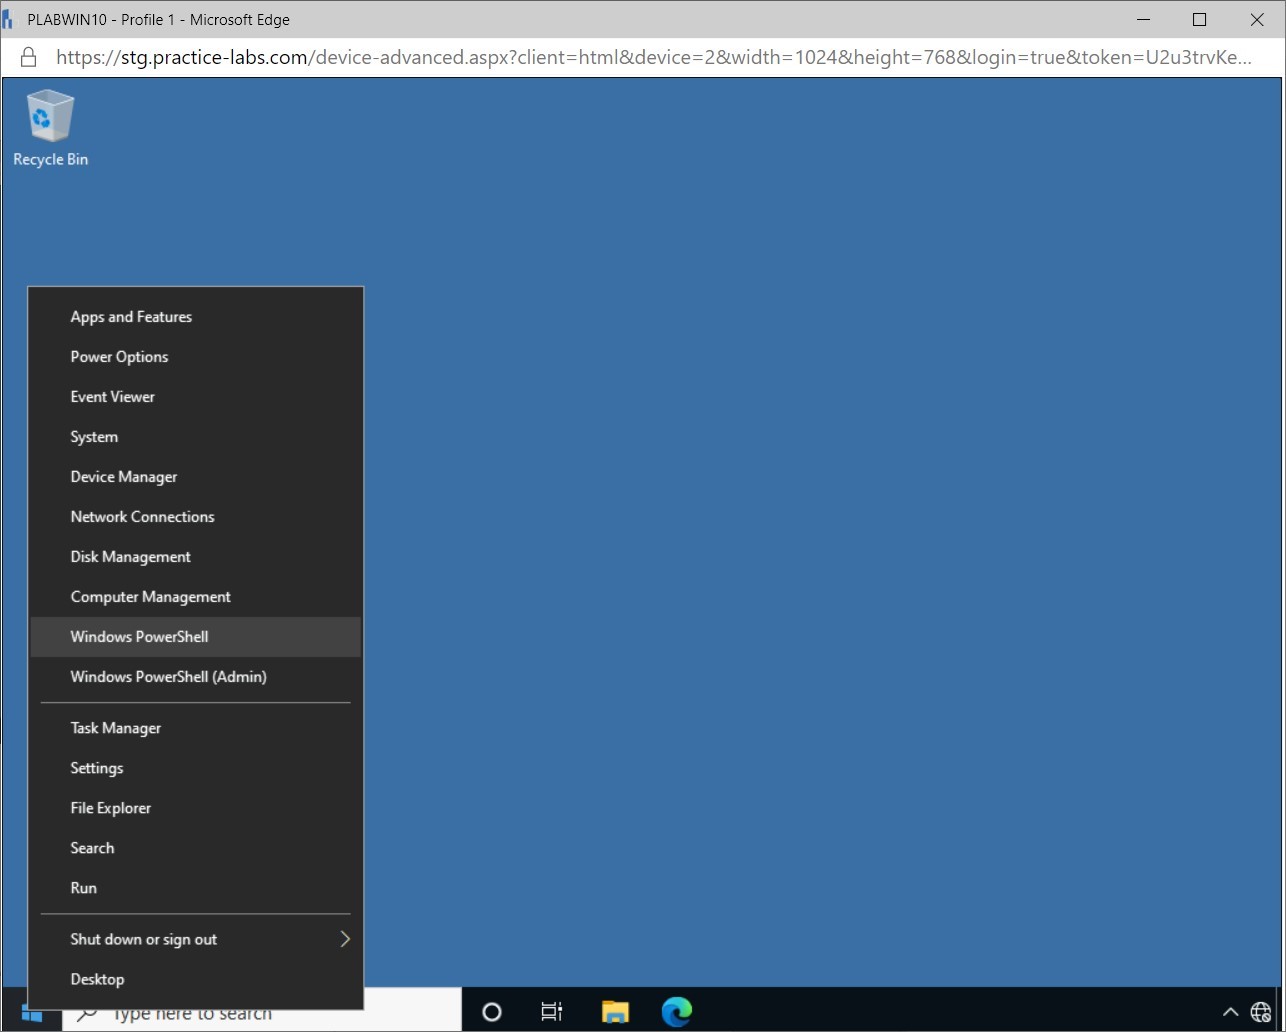 PLABWIN10 - Profile 1 - Microsoft Edge
https://stg.practice-labs.com/device-advanced.aspx?client=html&device=2&width=1024&height=768&login=true&token=U2u3trvKe...
Recycle Bin
Apps and Features
Power Options
Event Viewer
System
Device Manager
Network Connections
Disk Management
Computer Management
Windows PowerShell
Windows PowerShell (Admin)
Task Manager
Settings
File Explorer
Search
Run
Shut down or sign out
Desktop
Type here to search